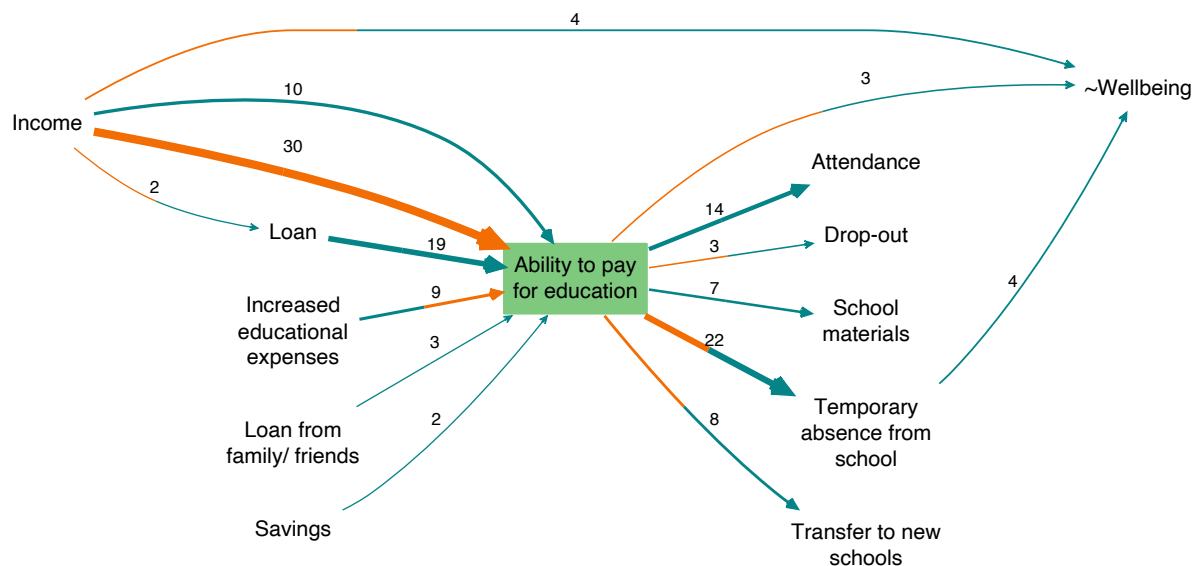 4
3
~Wellbeing
10
Income
30
Attendance
2
14
Loan
19
Drop-out
3
Ability to pay
for education
9
7
4
Increased
educational
expenses
School
materials
3
22
Loan from
family/ friends
2
8
Temporary
absence from
school
Savings
Transfer to new
schools